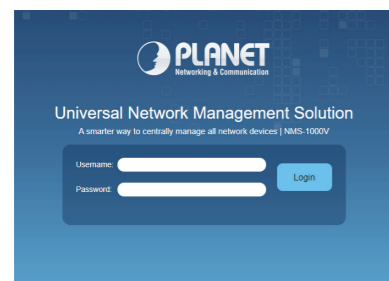 PLANET
Networking & Communication
Universal Network Management Solution
A smarter way to centrally manage all network devices | NMS-1000V
Username:
Password:
Login